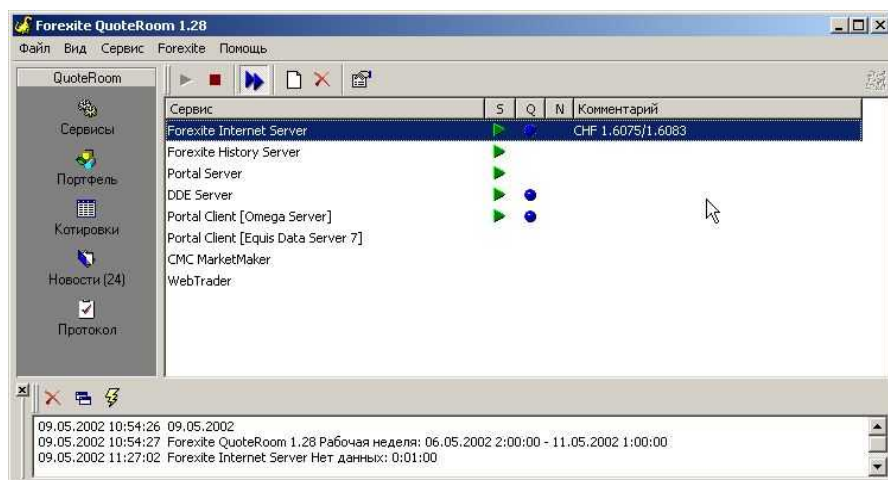 Forexite QuoteRoom 1.28
Файл Вид Сервис Forexite Помощь
QuoteRoom
Сервисы
Портфель
Котировки
Новости (24)
Протокол
Сервис S Q N Комментарий
Forexite Internet Server CHF 1.6075/1.6083
Forexite History Server
Portal Server
DDE Server
Portal Client [Omega Server]
Portal Client [Equis Data Server 7]
CMC MarketMaker
WebTrader
09.05.2002 10:54:26 09.05.2002
09.05.2002 10:54:27 Forexite QuoteRoom 1.28 Рабочая неделя: 06.05.2002 2:00:00 - 11.05.2002 1:00:00
09.05.2002 11:27:02 Forexite Internet Server Нет данных: 0:01:00